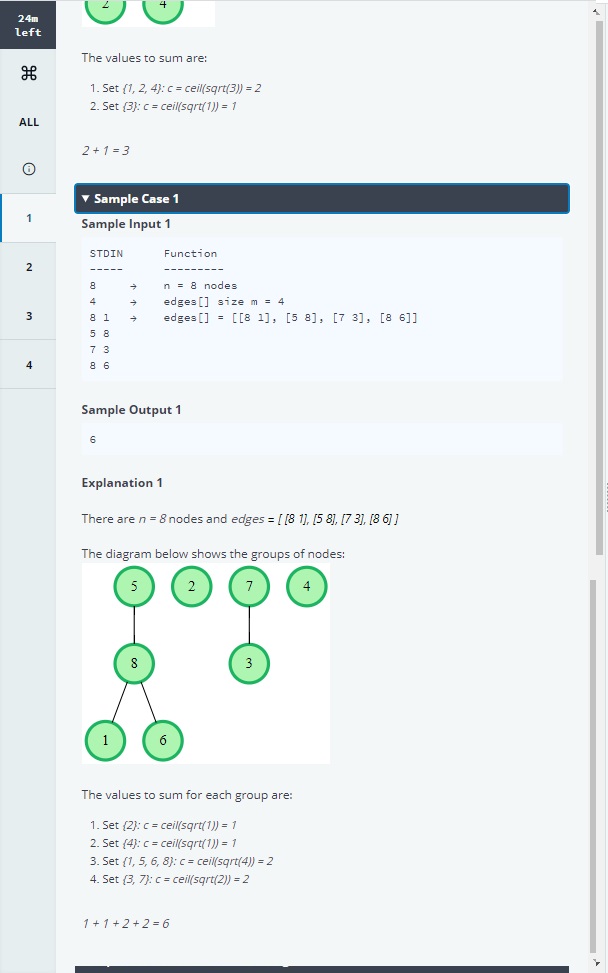 24m
left
⌘
ALL
1
2
3
4
2 4
The values to sum are:
1. Set {1, 2, 4}: c = ceil(sqrt(3)) = 2
2. Set {3}: c = ceil(sqrt(1)) = 1
2 + 1 = 3
▼ Sample Case 1
Sample Input 1
STDIN Function
----- ---------
8 → n = 8 nodes
4 → edges[] size m = 4
8 1 → edges[] = [[8 1], [5 8], [7 3], [8 6]]
5 8
7 3
8 6
Sample Output 1
6
Explanation 1
There are n = 8 nodes and edges = [ [8 1], [5 8], [7 3], [8 6] ]
The diagram below shows the groups of nodes:
5 2 7 4
8 3
1 6
The values to sum for each group are:
1. Set {2}: c = ceil(sqrt(1)) = 1
2. Set {4}: c = ceil(sqrt(1)) = 1
3. Set {1, 5, 6, 8}: c = ceil(sqrt(4)) = 2
4. Set {3, 7}: c = ceil(sqrt(2)) = 2
1 + 1 + 2 + 2 = 6